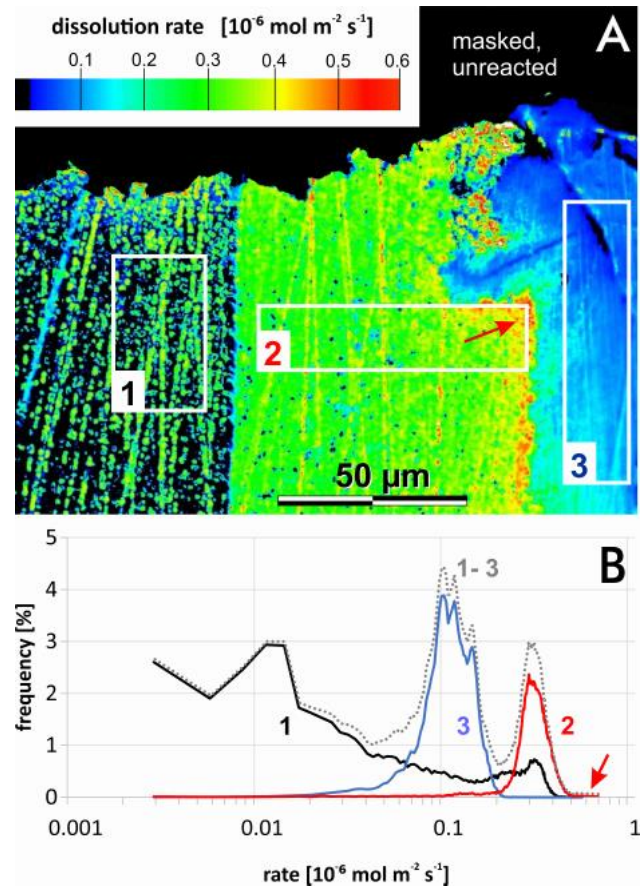 dissolution rate [10⁻⁶ mol m⁻² s⁻¹]
0.1 0.2 0.3 0.4 0.5 0.6
masked,
unreacted
A
1
2
3
50 µm
B
5
4
3
2
1
0
frequency [%]
1- 3
1
3
2
0.001 0.01 0.1 1
rate [10⁻⁶ mol m⁻² s⁻¹]